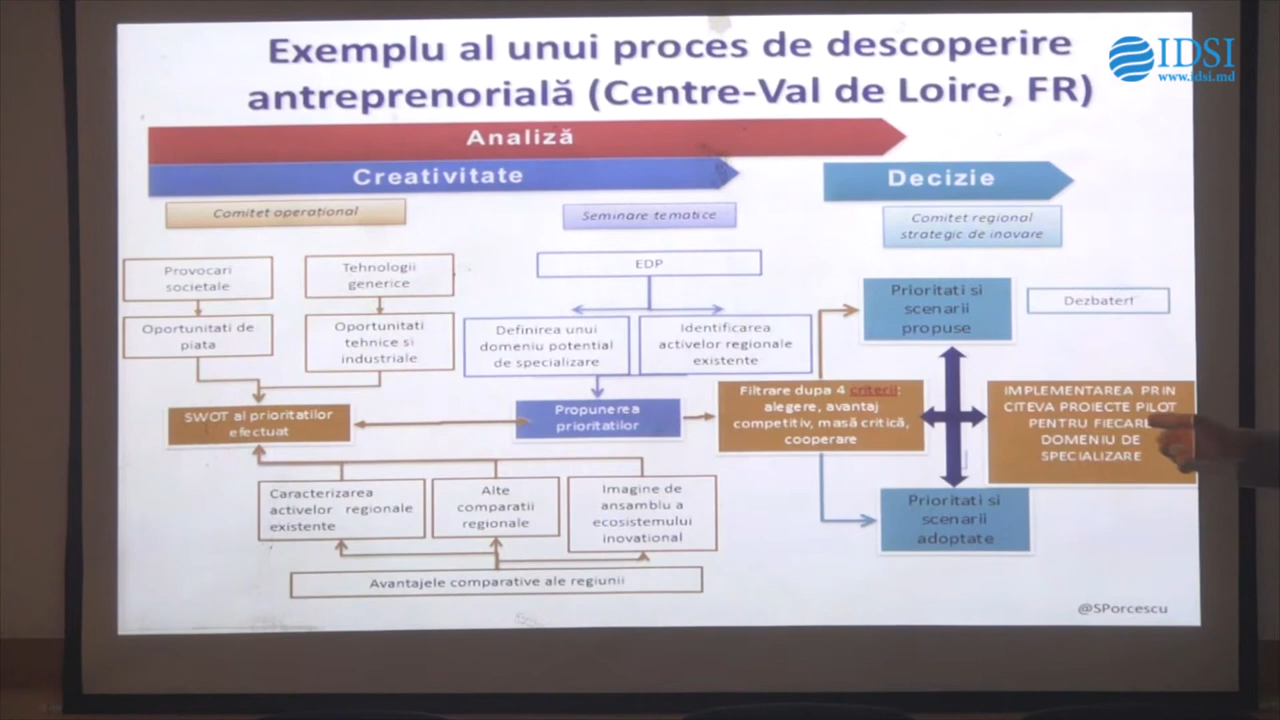 Exemplu al unui proces de descoperire
antreprenorială (Centre-Val de Loire, FR)
IDSI
www.idsi.md
Analiză
Creativitate
Decizie
Comitet operațional
Seminare tematice
Comitet regional
strategic de inovare
Provocari
societale
Tehnologii
generice
EDP
Prioritati si
scenarii
propuse
Dezbateri
Oportunitati de
piata
Oportunitati
tehnice si
industriale
Definirea unui
domeniu potential
de specializare
Identificarea
activelor regionale
existente
SWOT al prioritatilor
efectuat
Propunerea
prioritatilor
Filtrare dupa 4 criterii:
alegere, avantaj
competitiv, masă critică,
cooperare
IMPLEMENTAREA PRIN
CITEVA PROIECTE PILOT
PENTRU FIECARE
DOMENIU DE
SPECIALIZARE
Caracterizarea
activelor regionale
existente
Alte
comparatii
regionale
Imagine de
ansamblu a
ecosistemului
inovational
Prioritati si
scenarii
adoptate
Avantajele comparative ale regiunii
@SPorcescu